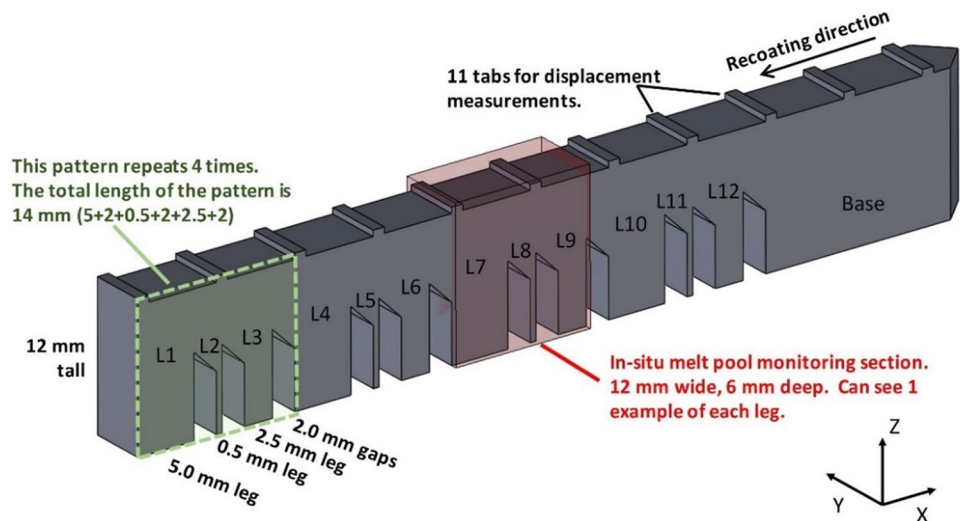 Recoating direction
11 tabs for displacement
measurements.
This pattern repeats 4 times.
The total length of the pattern is
14 mm (5+2+0.5+2+2.5+2)
L12
L11
L10
Base
L9
L8
L7
L6
L5
L4
L3
L2
L1
12 mm
tall
In-situ melt pool monitoring section.
12 mm wide, 6 mm deep. Can see 1
example of each leg.
2.0 mm gaps
2.5 mm leg
0.5 mm leg
5.0 mm leg
Z
Y
X